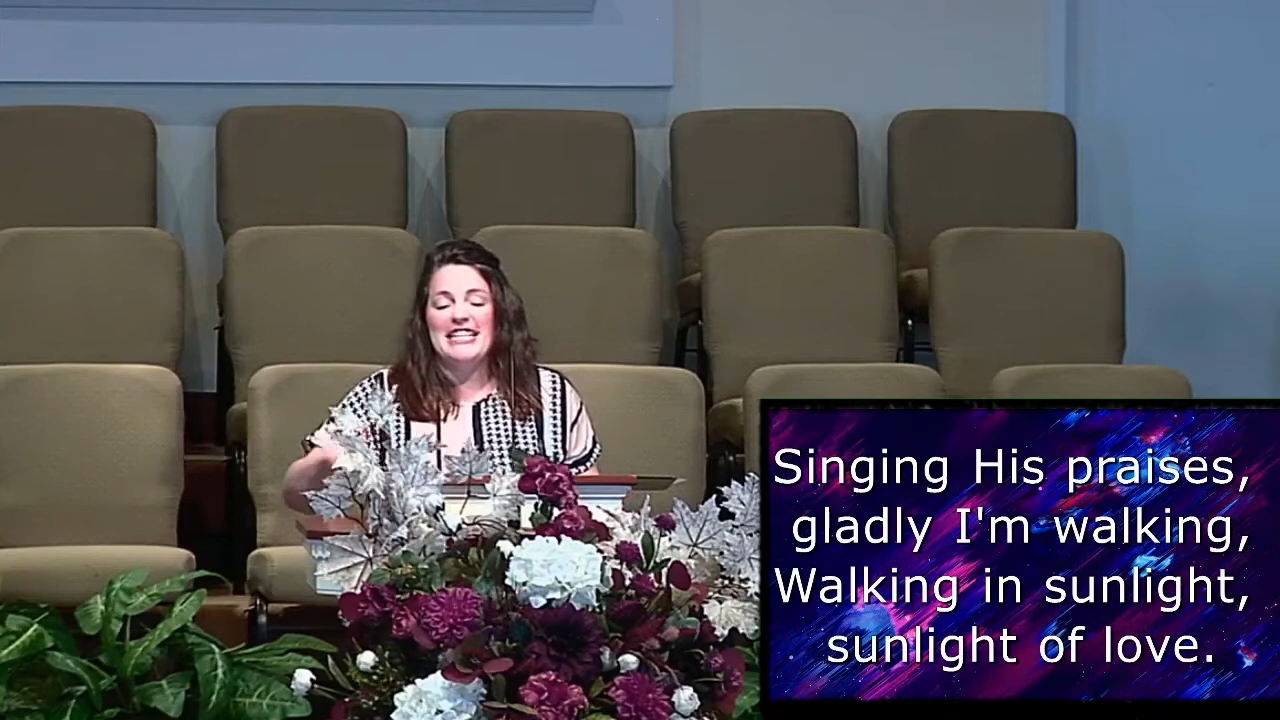 Singing His praises,
gladly I'm walking,
Walking in sunlight,
sunlight of love.